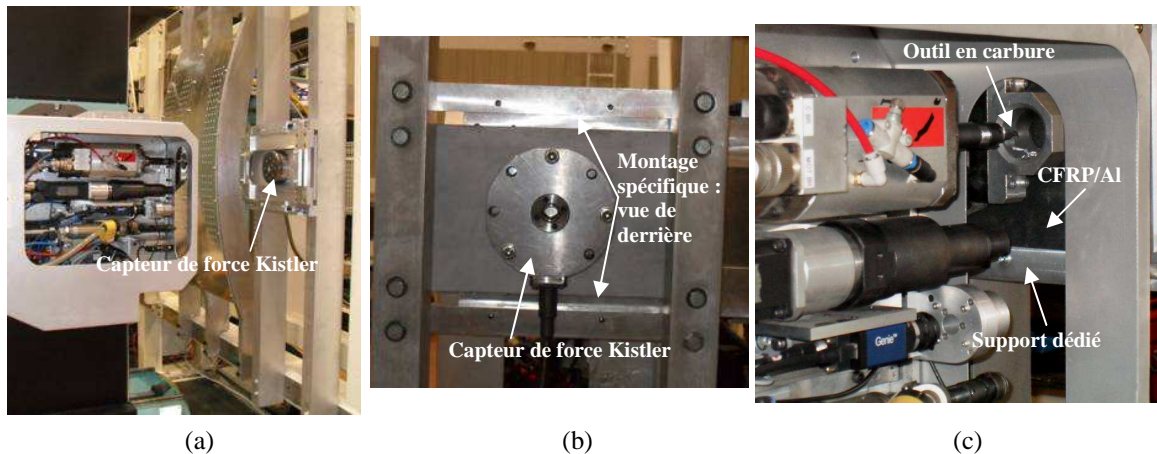 Capteur de force Kistler
Montage
spécifique :
vue de
derrière
Capteur de force Kistler
Outil en carbure
CFRP/Al
Support dédié
Genie™
(a)
(b)
(c)